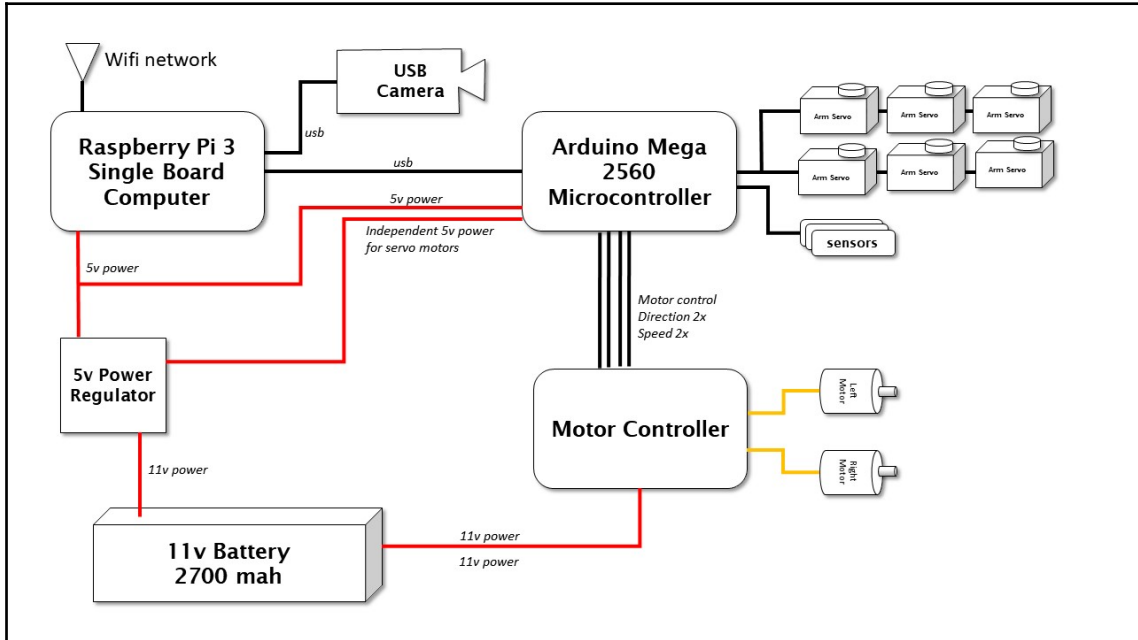 Wifi network
USB
Camera
usb
Raspberry Pi 3
Single Board
Computer
usb
Arduino Mega
2560
Microcontroller
Arm Servo
Arm Servo
Arm Servo
Arm Servo
Arm Servo
Arm Servo
sensors
5v power
Independent 5v power
for servo motors
5v power
Motor control
Direction 2x
Speed 2x
5v Power
Regulator
Left
Motor
Motor Controller
Right
Motor
11v power
11v Battery
2700 mah
11v power
11v power